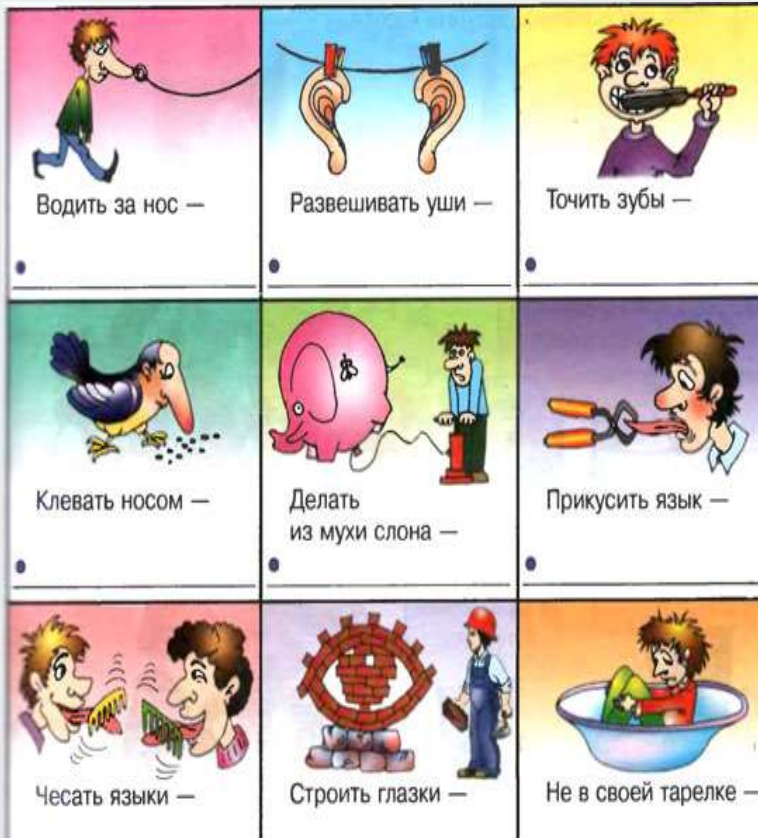 Водить за нос —
Развешивать уши —
Точить зубы —
Клевать носом —
Делать
из мухи слона —
Прикусить язык —
Чесать языки —
Строить глазки —
Не в своей тарелке —